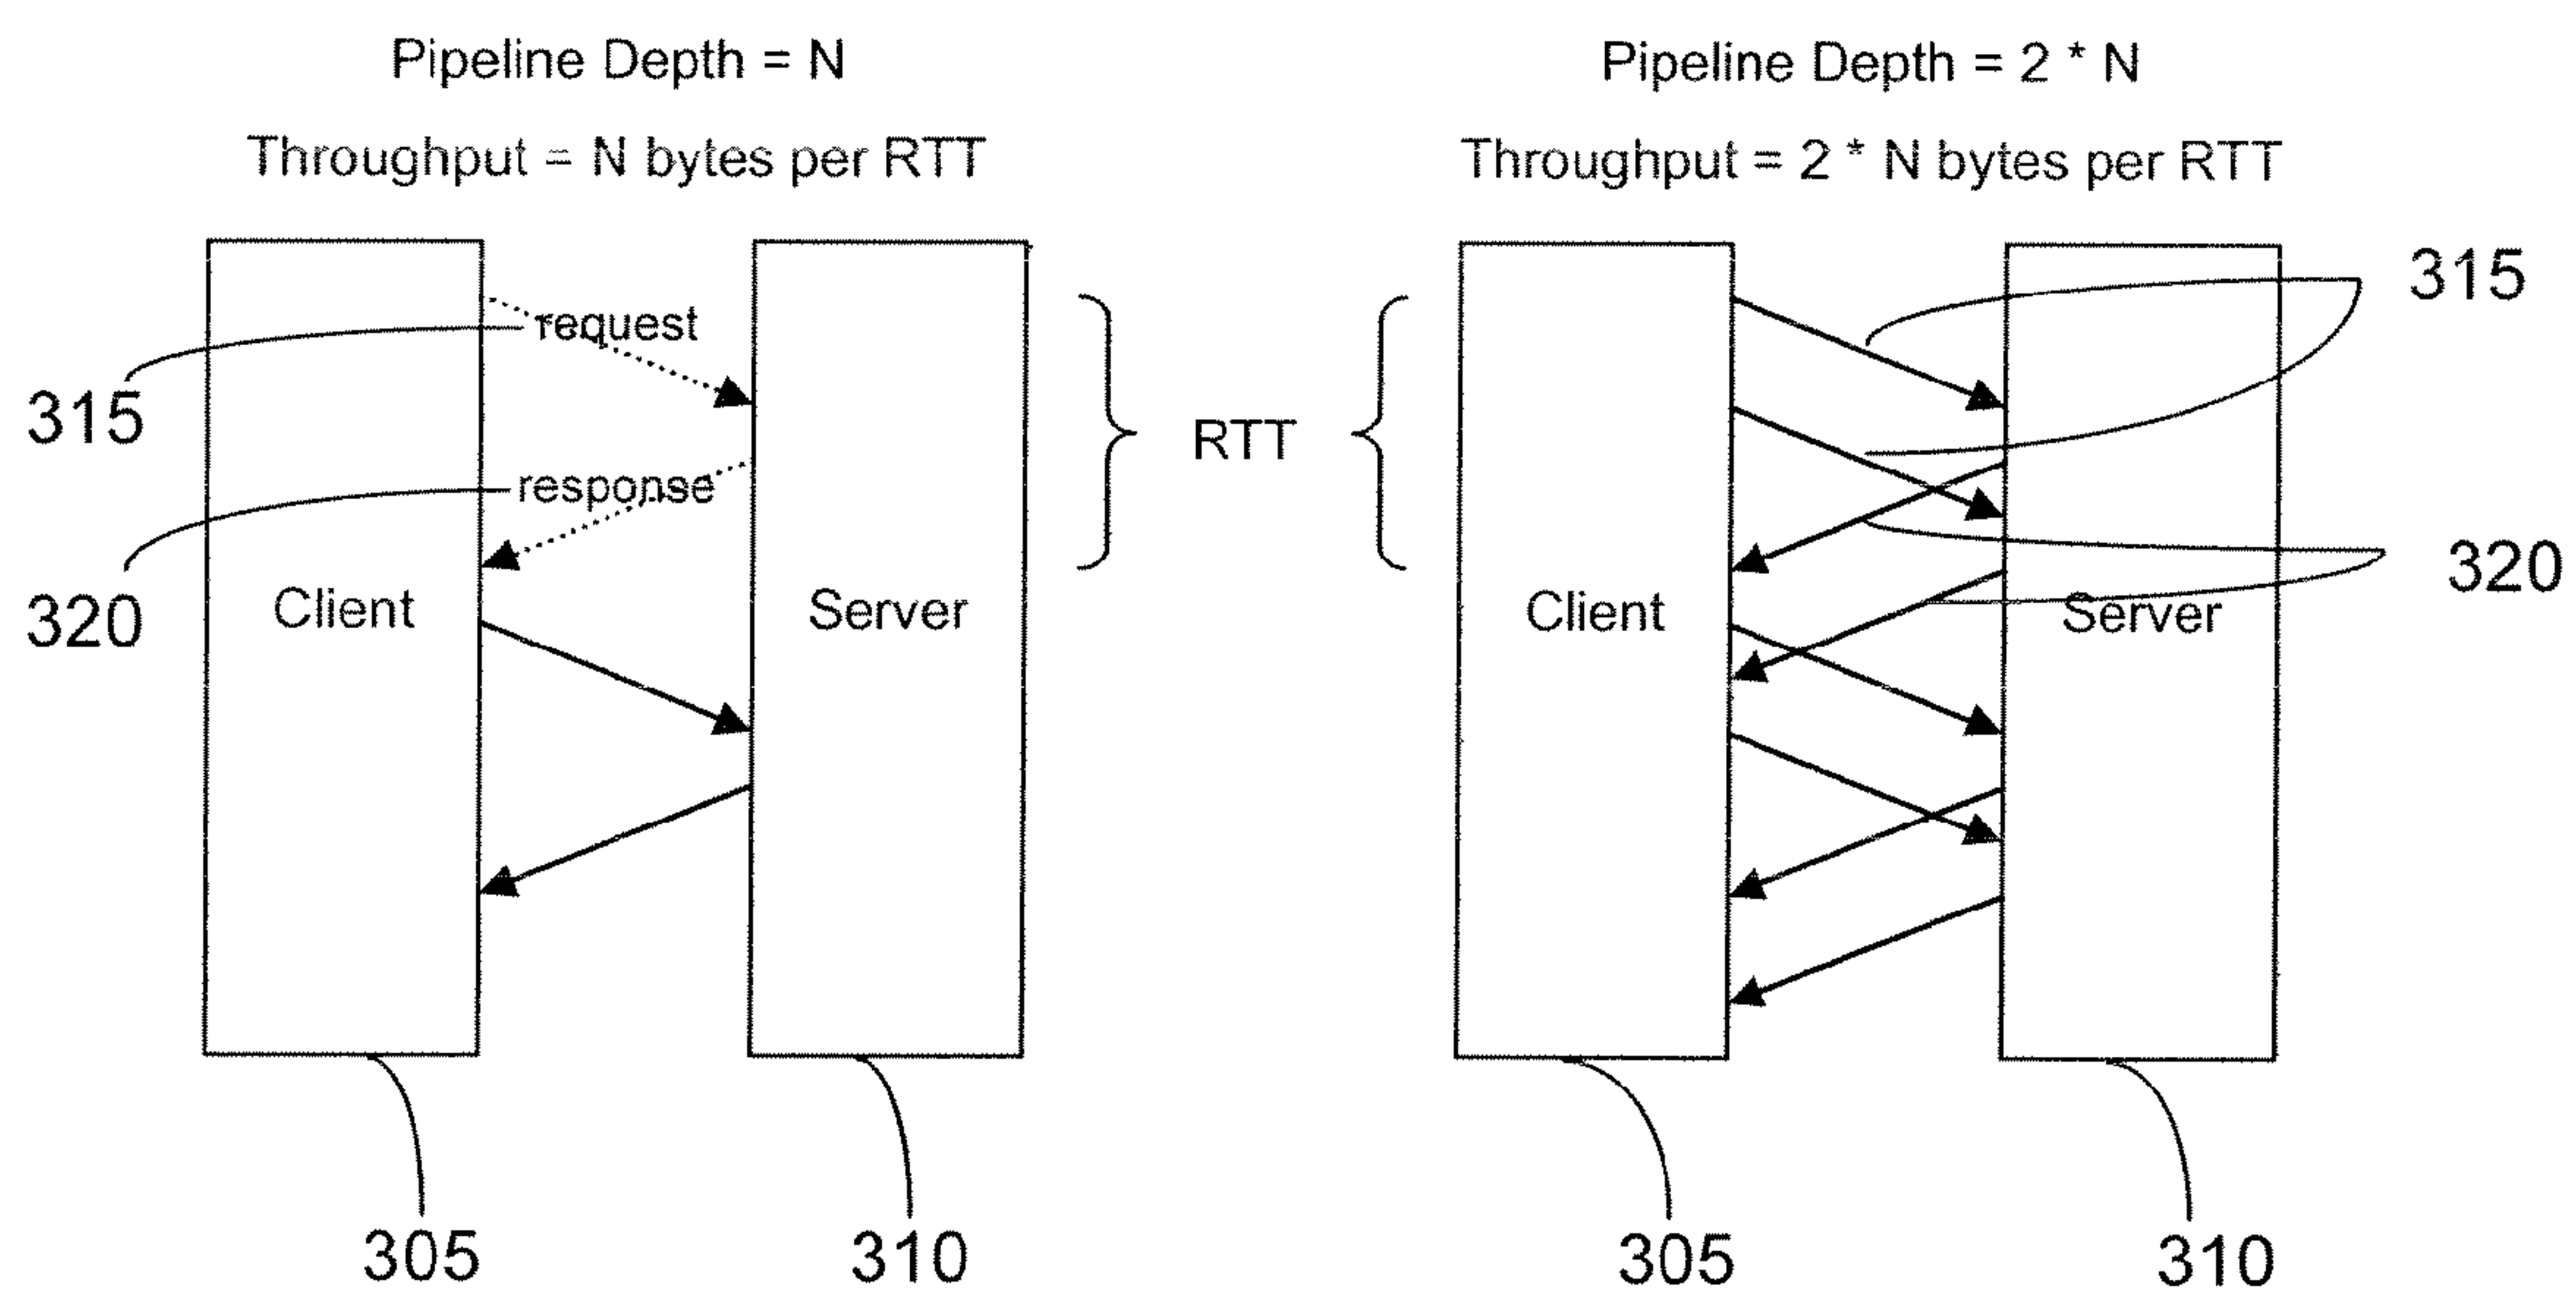 Pipeline Depth = N
Throughput = N bytes per RTT
request
315
response
320
Client
Server
305
310
RTT
Pipeline Depth = 2 * N
Throughput = 2 * N bytes per RTT
315
320
Client
Server
305
310